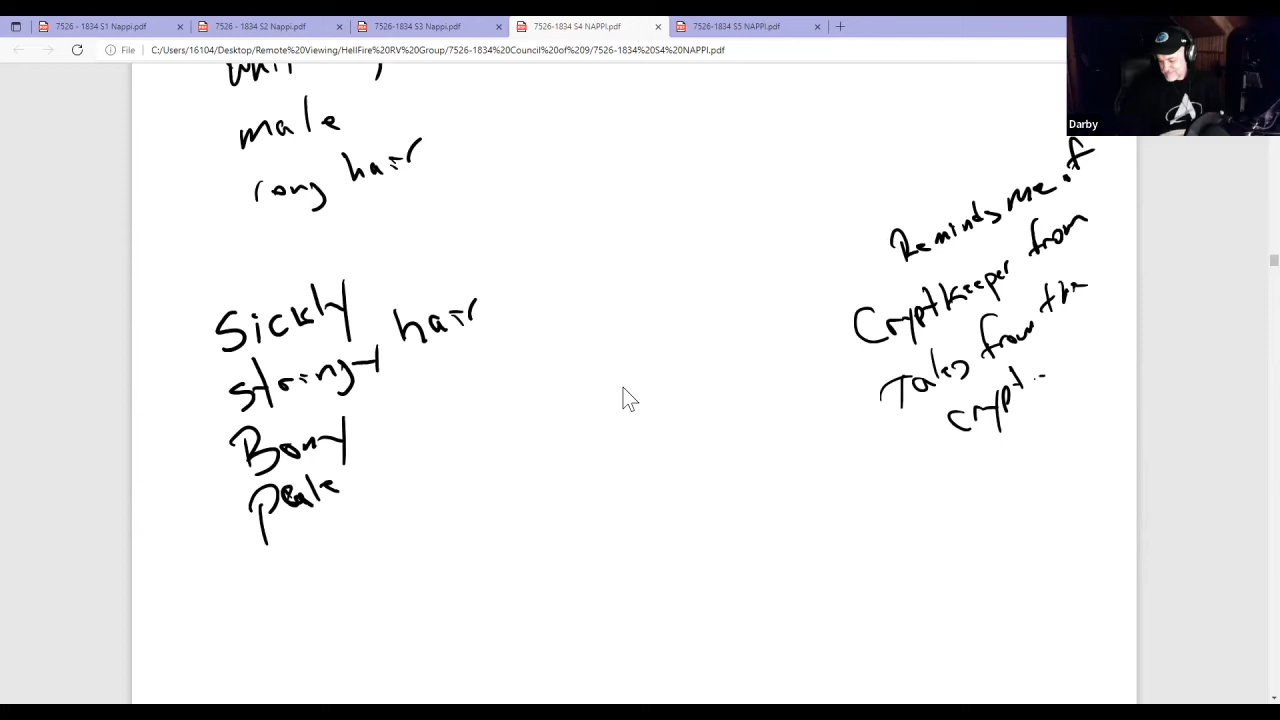 7526 - 1834 S1 Nappi.pdf
7526 - 1834 S2 Nappi.pdf
7526-1834 S3 Nappi.pdf
7526-1834 S4 NAPPI.pdf
7526-1834 S5 NAPPI.pdf
File
C:/Users/16104/Desktop/Remote%20Viewing/HellFire%20RV%20Group/7526-1834%20Council%20of%209/7526-1834%20S4%20NAPPI.pdf
Darby
male
long hair
Sickly
stringy hair
Bony
pale
Reminds me of
Cryptkeeper from
Tales from the
crypt..